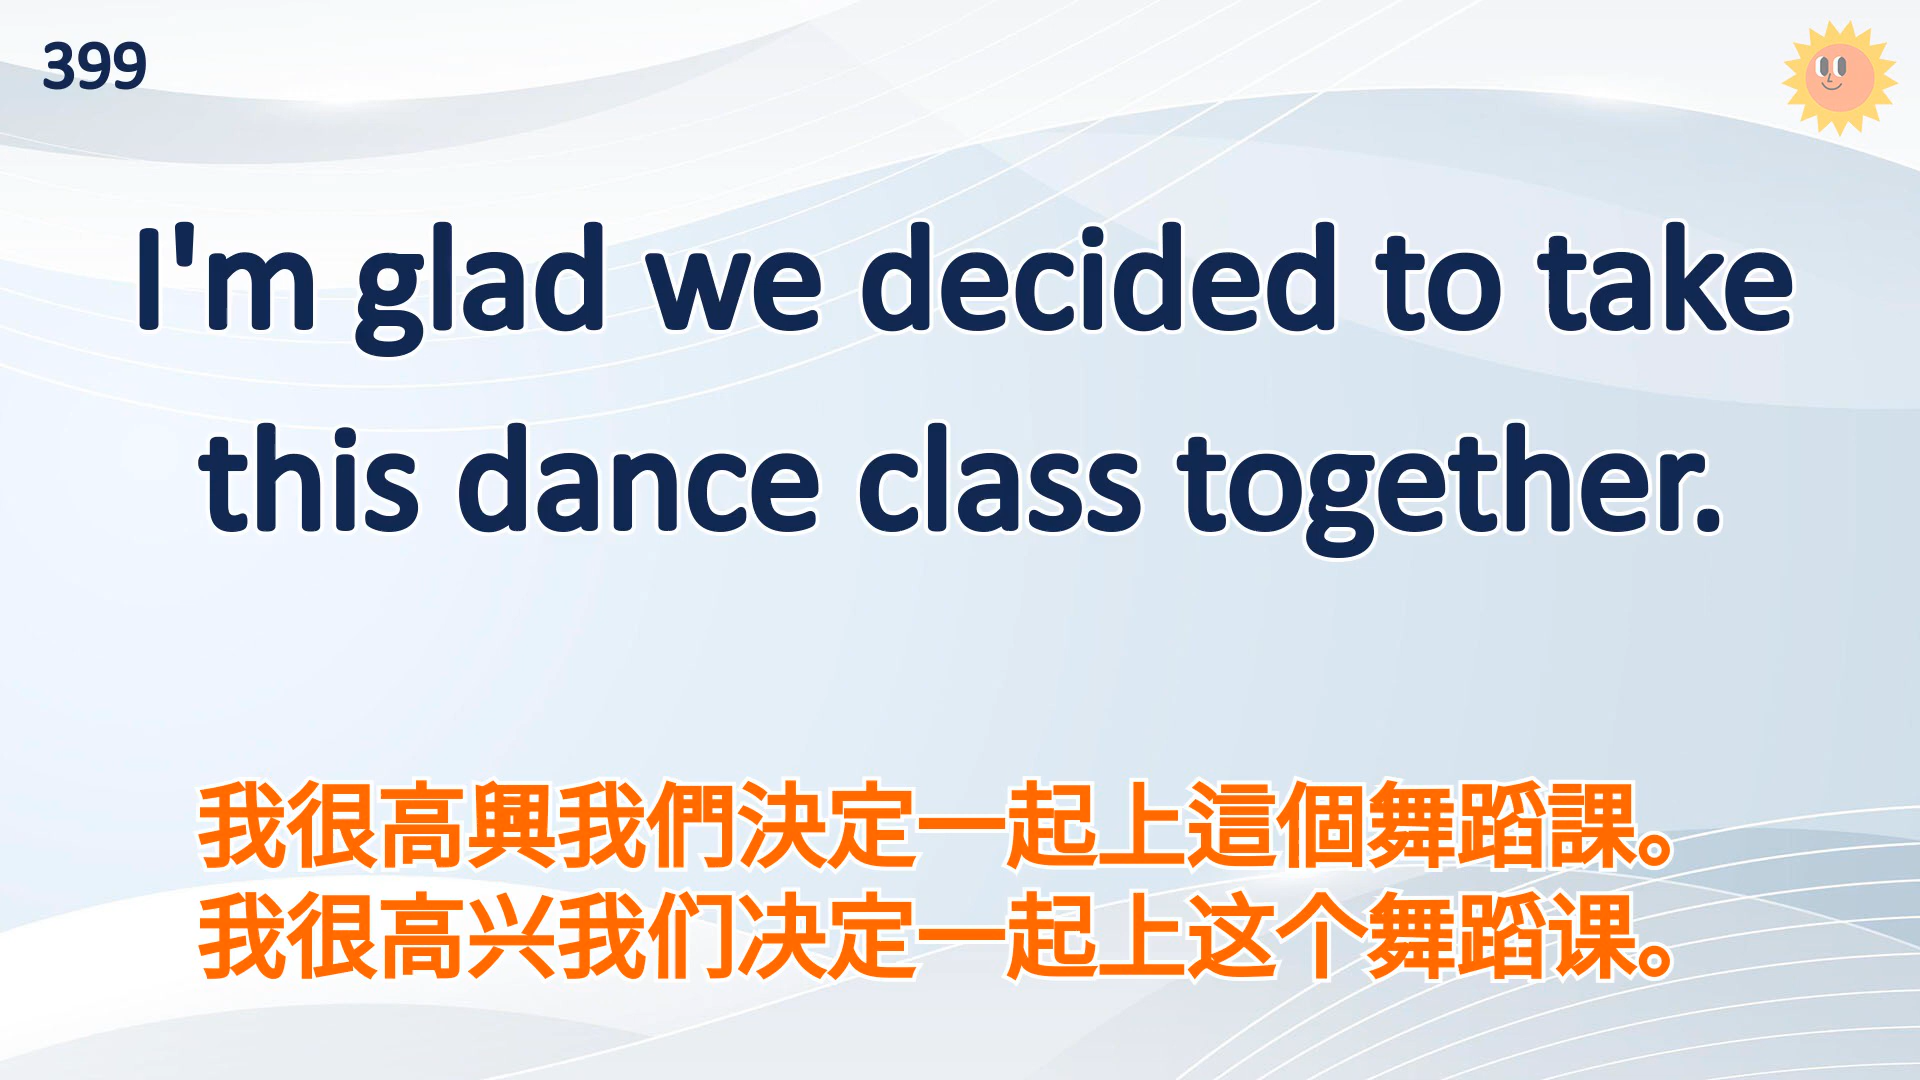 399
I'm glad we decided to take
this dance class together.
我很高興我們決定一起上這個舞蹈課。
我很高兴我们决定一起上这个舞蹈课。